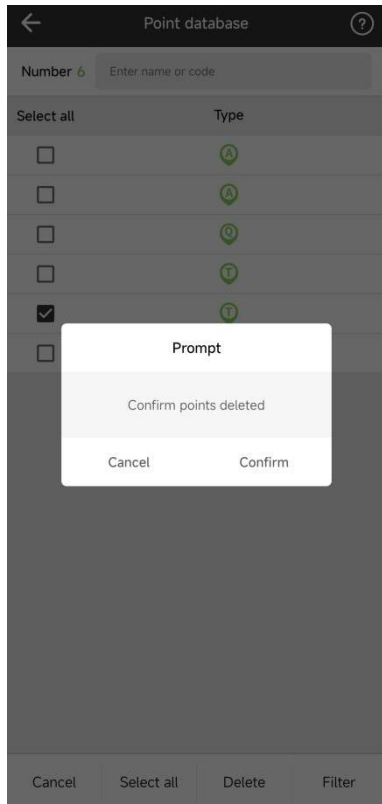 Point database ?
Number 6 Enter name or code
Select all Type
A
A
Q
T
T
Prompt
Confirm points deleted
Cancel Confirm
Cancel Select all Delete Filter